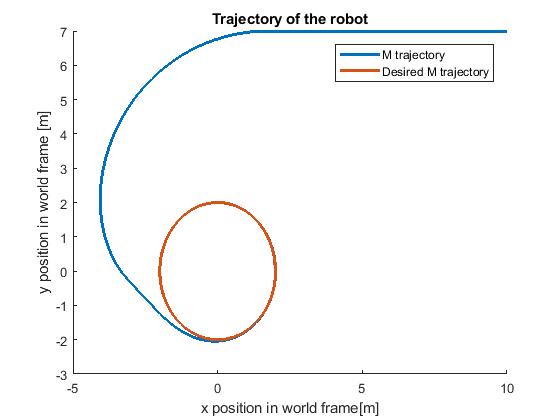 Trajectory of the robot
7
6
5
4
3
2
1
0
-1
-2
-3
y position in world frame [m]
M trajectory
Desired M trajectory
-5 0 5 10
x position in world frame[m]